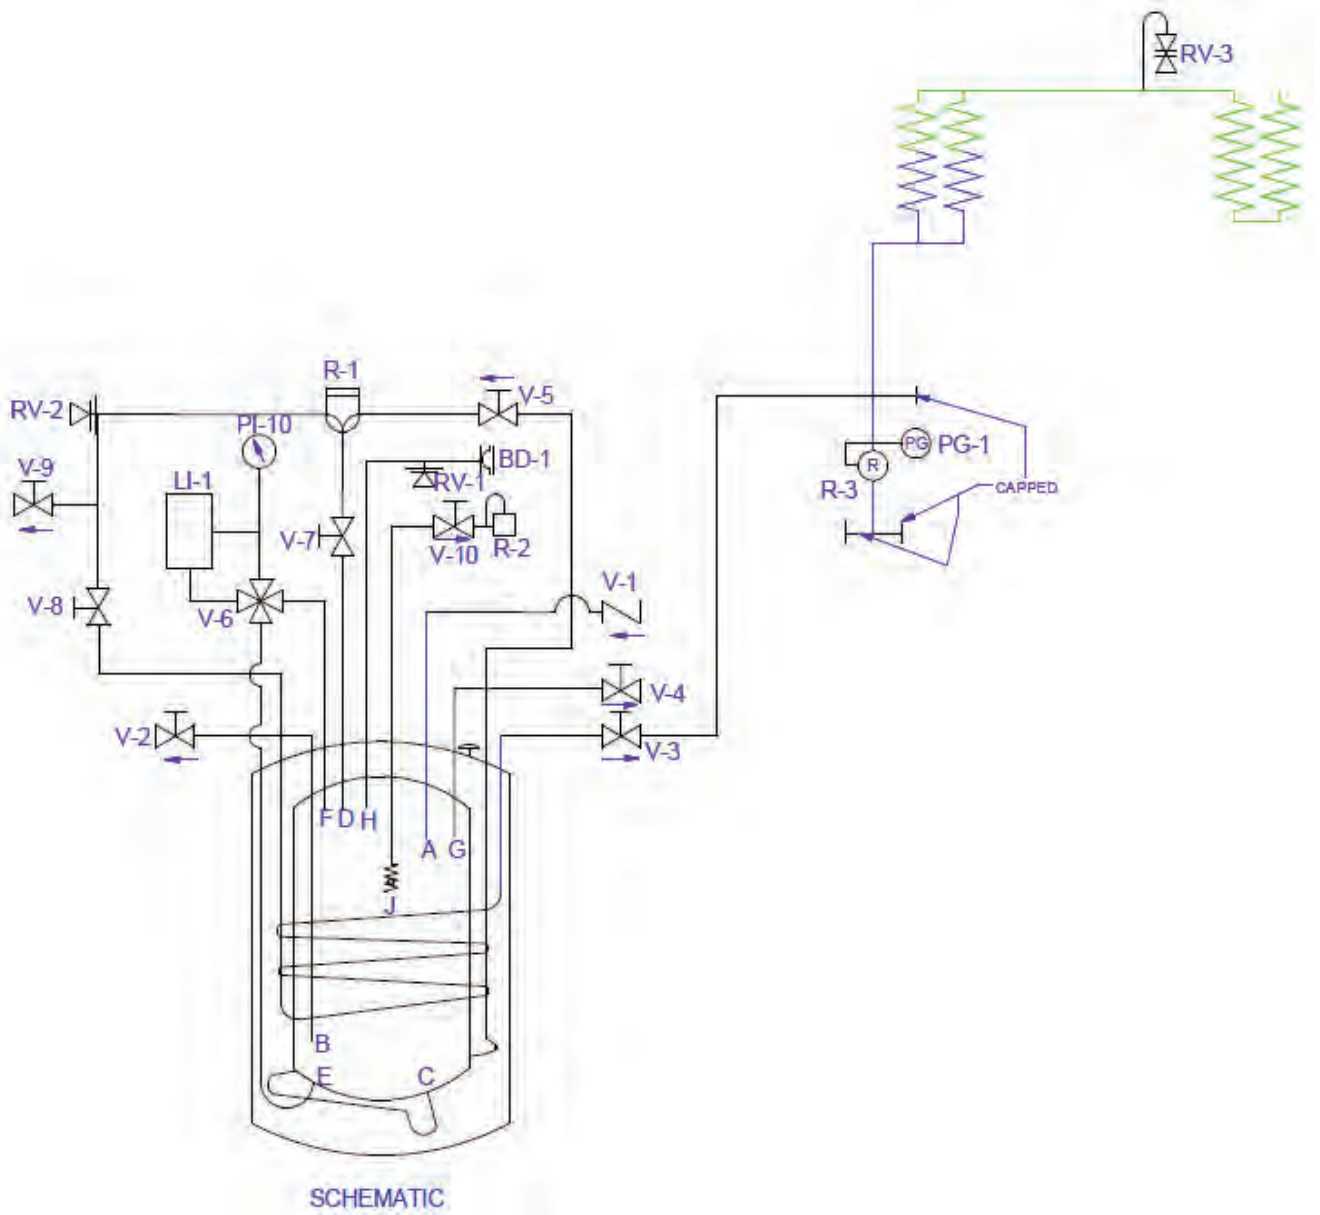 RV-3
R-1
V-5
RV-2
PI-10
PG PG-1
BD-1
V-9
LI-1
RV-1
R
R-3
CAPPED
V-7
V-10
R-2
V-1
V-8
V-6
V-4
V-2
V-3
F D H
A G
J
B
E C
SCHEMATIC